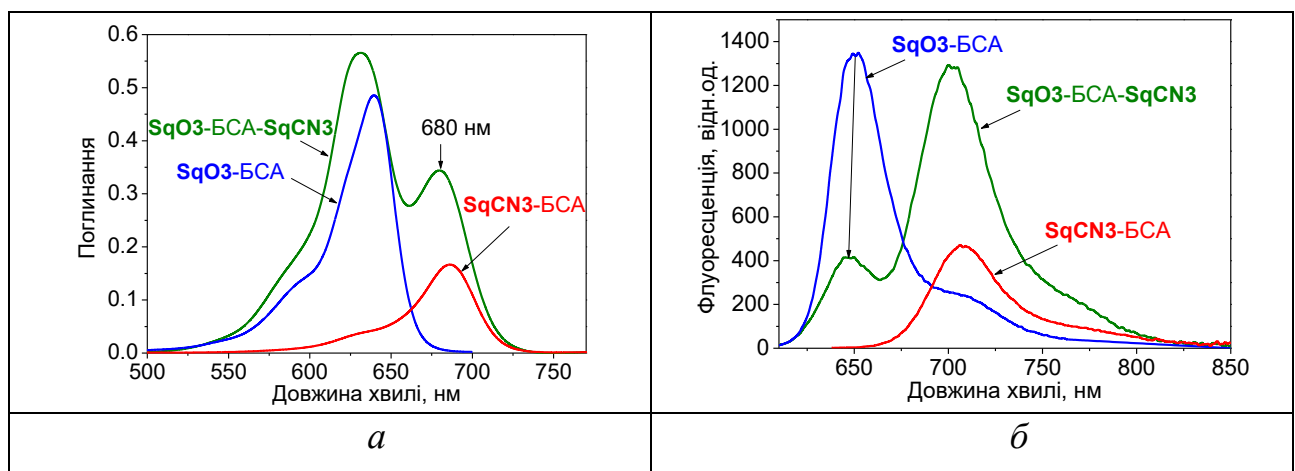 0.6
0.5
0.4
0.3
0.2
0.1
0.0
Поглинання
SqO3-БСА-SqCN3
680 нм
SqO3-БСА
SqCN3-БСА
500 550 600 650 700 750
Довжина хвилі, нм
а
1400
1200
1000
800
600
400
200
0
Флуоресценція, відн.од.
SqO3-БСА
SqO3-БСА-SqCN3
SqCN3-БСА
650 700 750 800 850
Довжина хвилі, нм
б